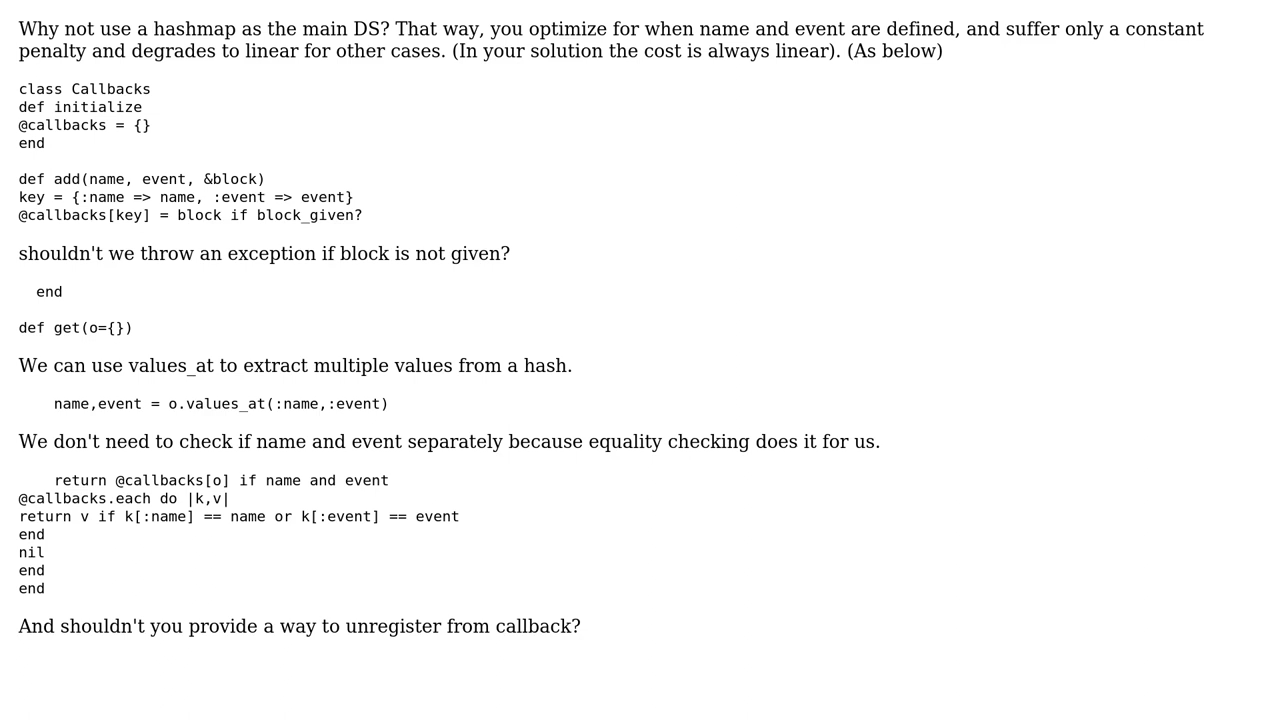 Why not use a hashmap as the main DS? That way, you optimize for when name and event are defined, and suffer only a constant
penalty and degrades to linear for other cases. (In your solution the cost is always linear). (As below)
class Callbacks
def initialize
@callbacks = {}
end
def add(name, event, &block)
key = {:name => name, :event => event}
@callbacks[key] = block if block_given?
shouldn't we throw an exception if block is not given?
end
def get(o={})
We can use values_at to extract multiple values from a hash.
name,event = o.values_at(:name,:event)
We don't need to check if name and event separately because equality checking does it for us.
return @callbacks[o] if name and event
@callbacks.each do |k,v|
return v if k[:name] == name or k[:event] == event
end
nil
end
end
And shouldn't you provide a way to unregister from callback?